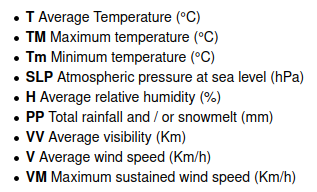 • T Average Temperature (°C)
• TM Maximum temperature (°C)
• Tm Minimum temperature (°C)
• SLP Atmospheric pressure at sea level (hPa)
• H Average relative humidity (%)
• PP Total rainfall and / or snowmelt (mm)
• VV Average visibility (Km)
• V Average wind speed (Km/h)
• VM Maximum sustained wind speed (Km/h)